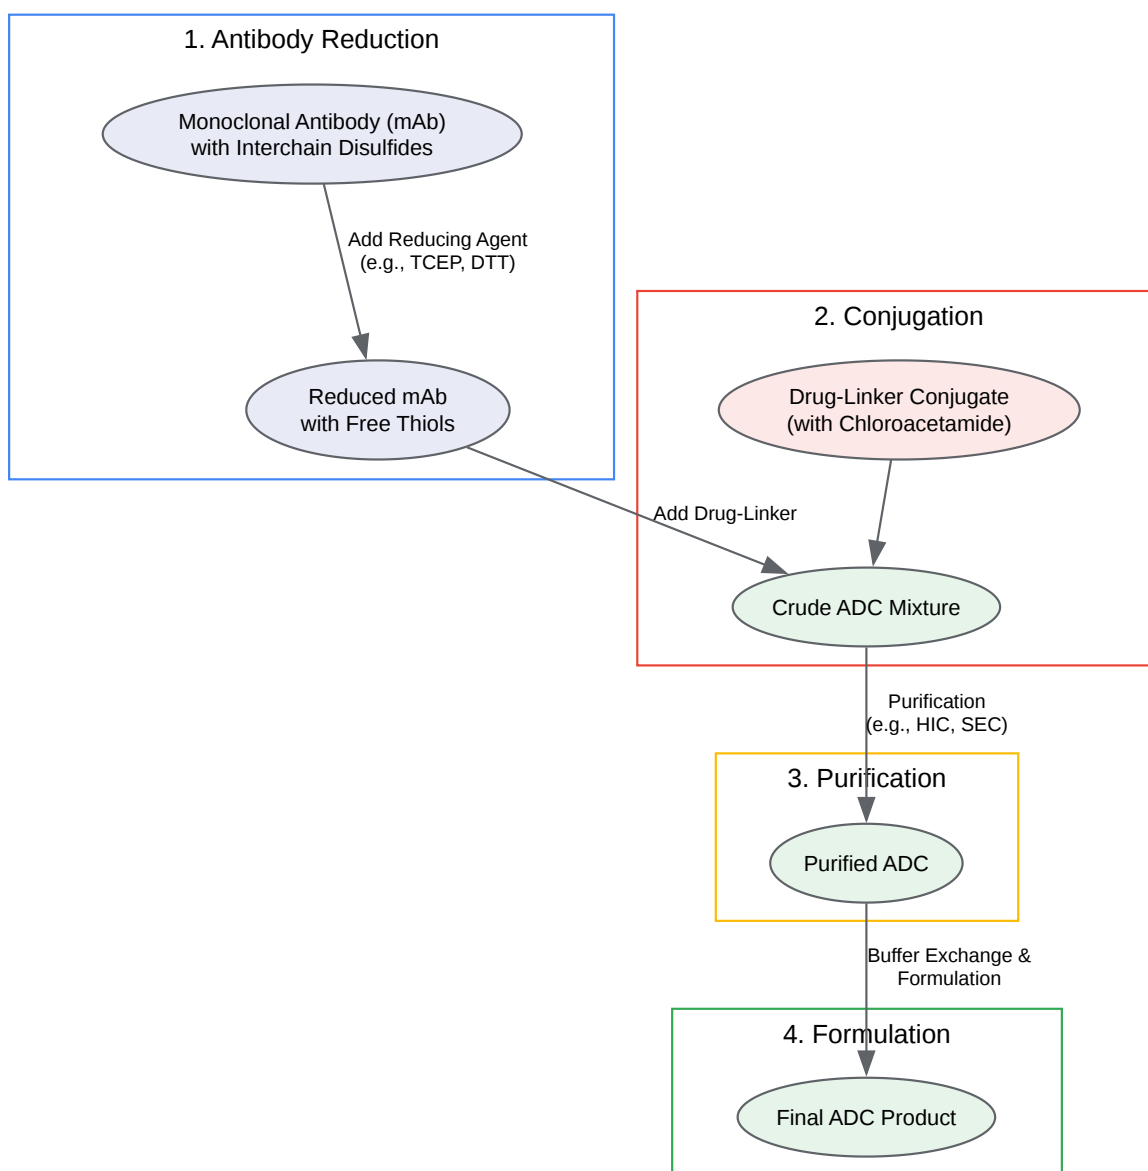 1. Antibody Reduction
Monoclonal Antibody (mAb)
with Interchain Disulfides
Add Reducing Agent
(e.g., TCEP, DTT)
Reduced mAb
with Free Thiols
2. Conjugation
Drug-Linker Conjugate
(with Chloroacetamide)
Add Drug-Linker
Crude ADC Mixture
Purification
(e.g., HIC, SEC)
3. Purification
Purified ADC
Buffer Exchange &
Formulation
4. Formulation
Final ADC Product